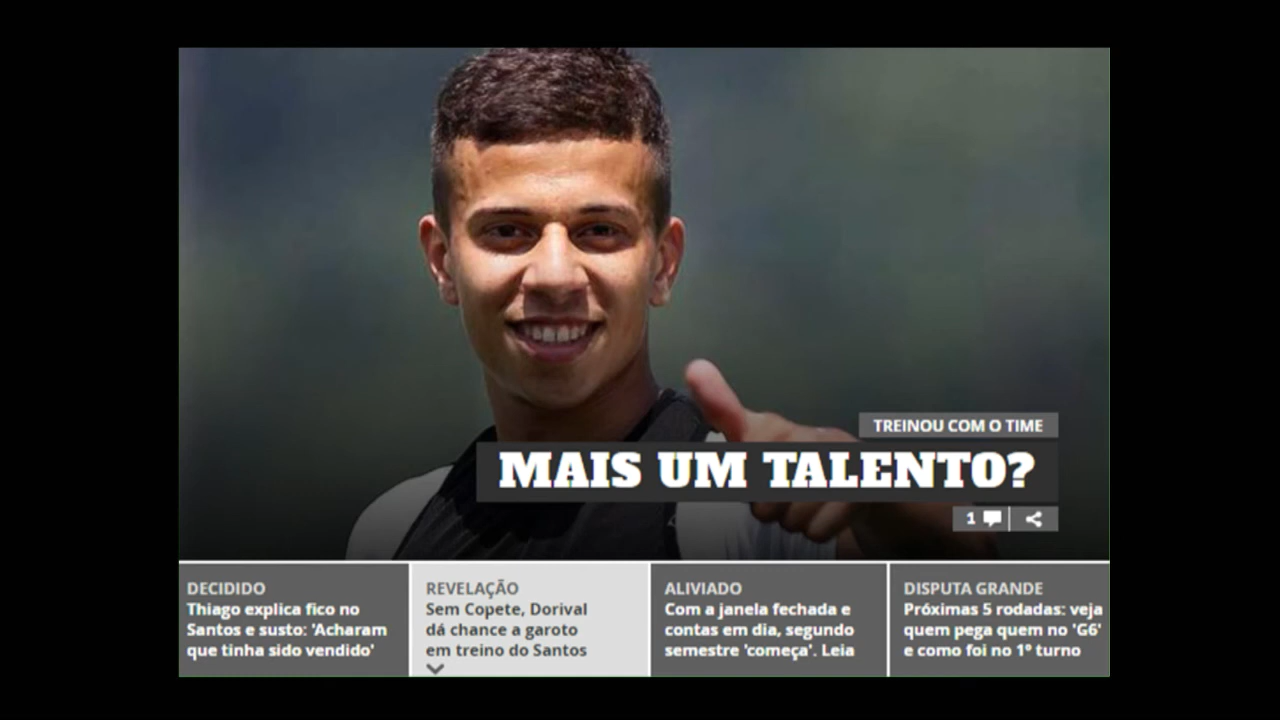 TREINOU COM O TIME
MAIS UM TALENTO?
1
DECIDIDO
Thiago explica fico no
Santos e susto: 'Acharam
que tinha sido vendido'
REVELAÇÃO
Sem Copete, Dorival
dá chance a garoto
em treino do Santos
ALIVIADO
Com a janela fechada e
contas em dia, segundo
semestre 'começa'. Leia
DISPUTA GRANDE
Próximas 5 rodadas: veja
quem pega quem no 'G6'
e como foi no 1º turno